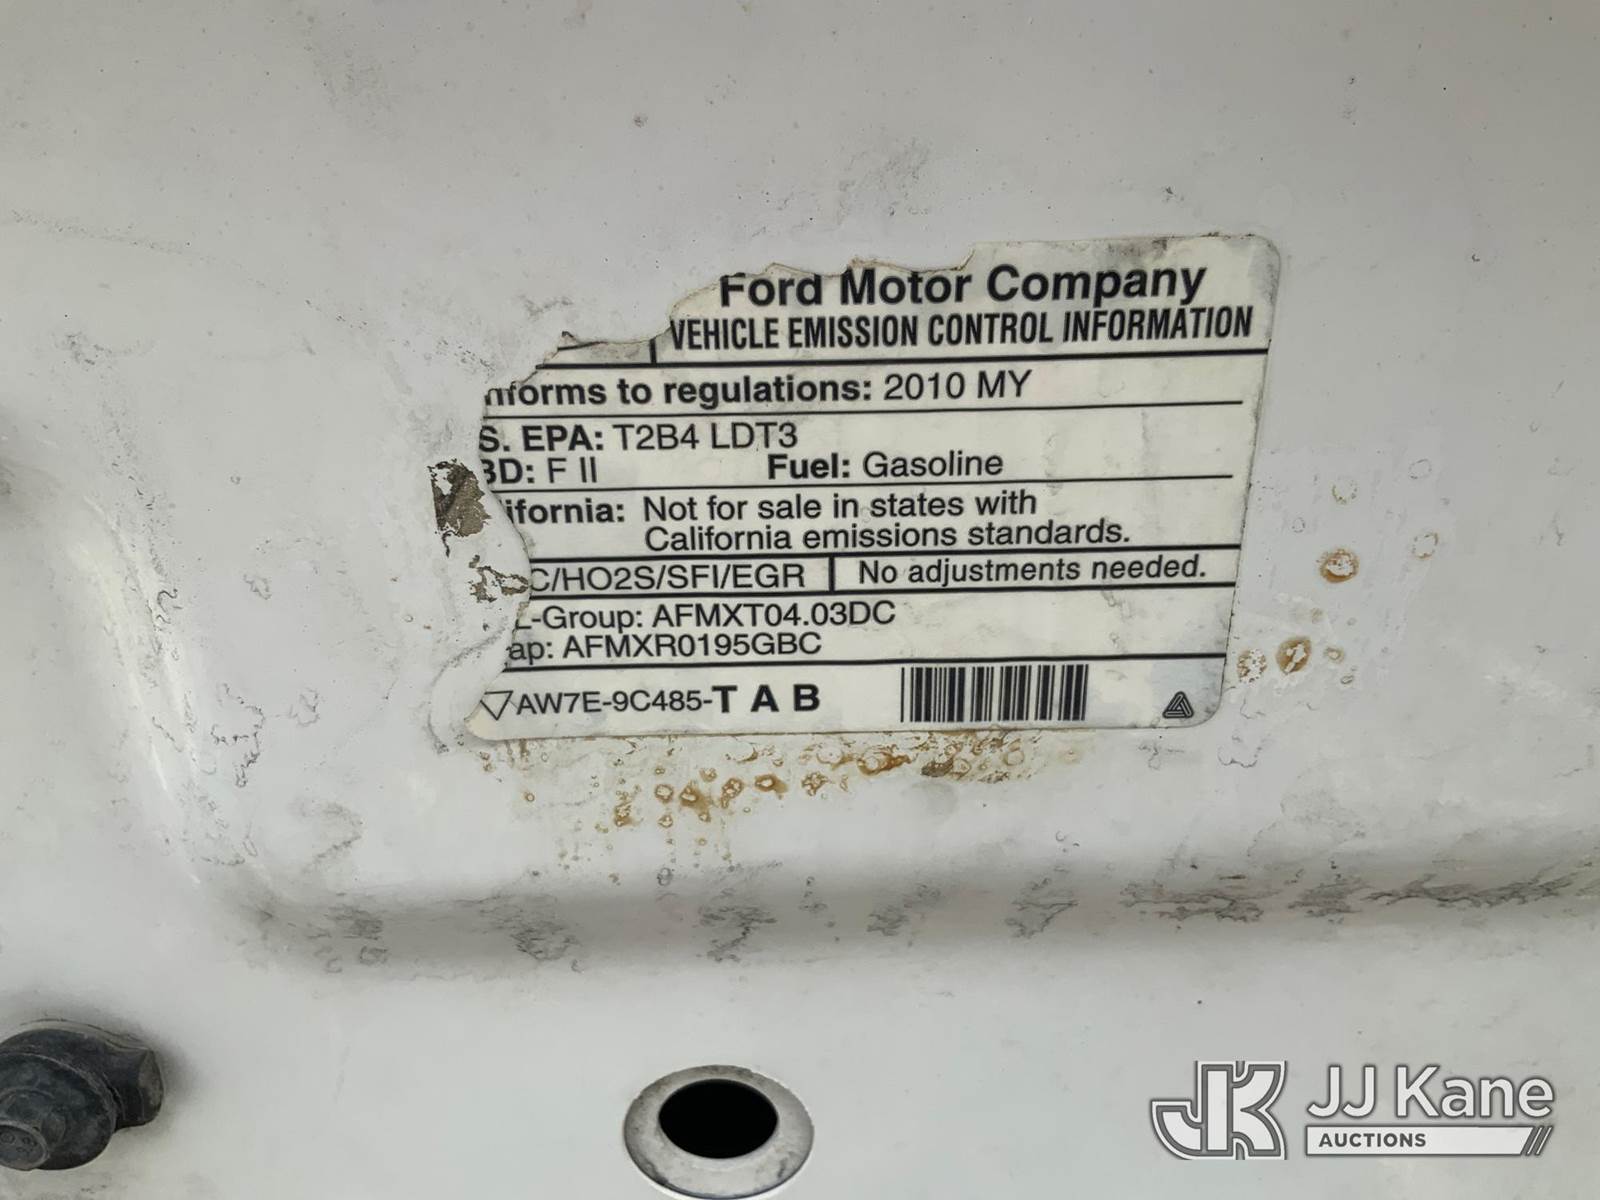 Ford Motor Company
VEHICLE EMISSION CONTROL INFORMATION
nforms to regulations: 2010 MY
S. EPA: T2B4 LDT3
BD: F II Fuel: Gasoline
ifornia: Not for sale in states with
California emissions standards.
C/HO2S/SFI/EGR No adjustments needed.
-Group: AFMXT04.03DC
ap: AFMXR0195GBC
AW7E-9C485-T A B
JK JJ Kane
AUCTIONS